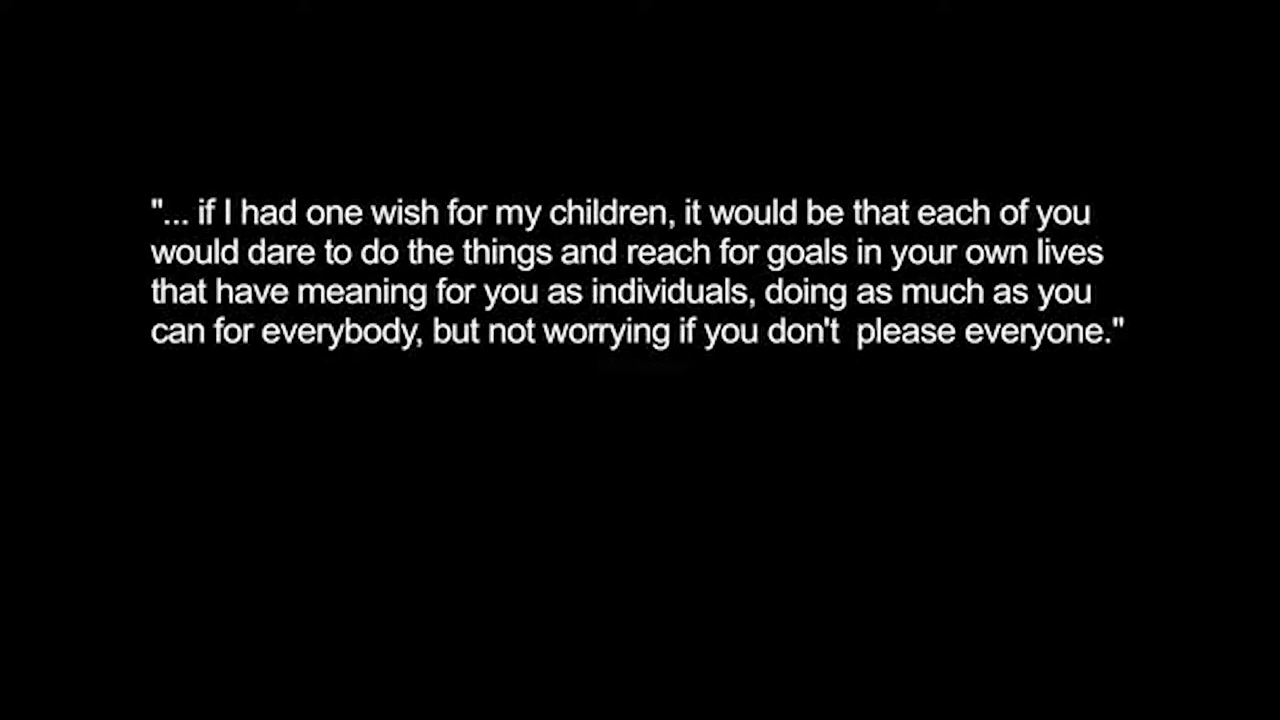 "... if I had one wish for my children, it would be that each of you
would dare to do the things and reach for goals in your own lives
that have meaning for you as individuals, doing as much as you
can for everybody, but not worrying if you don't  please everyone."